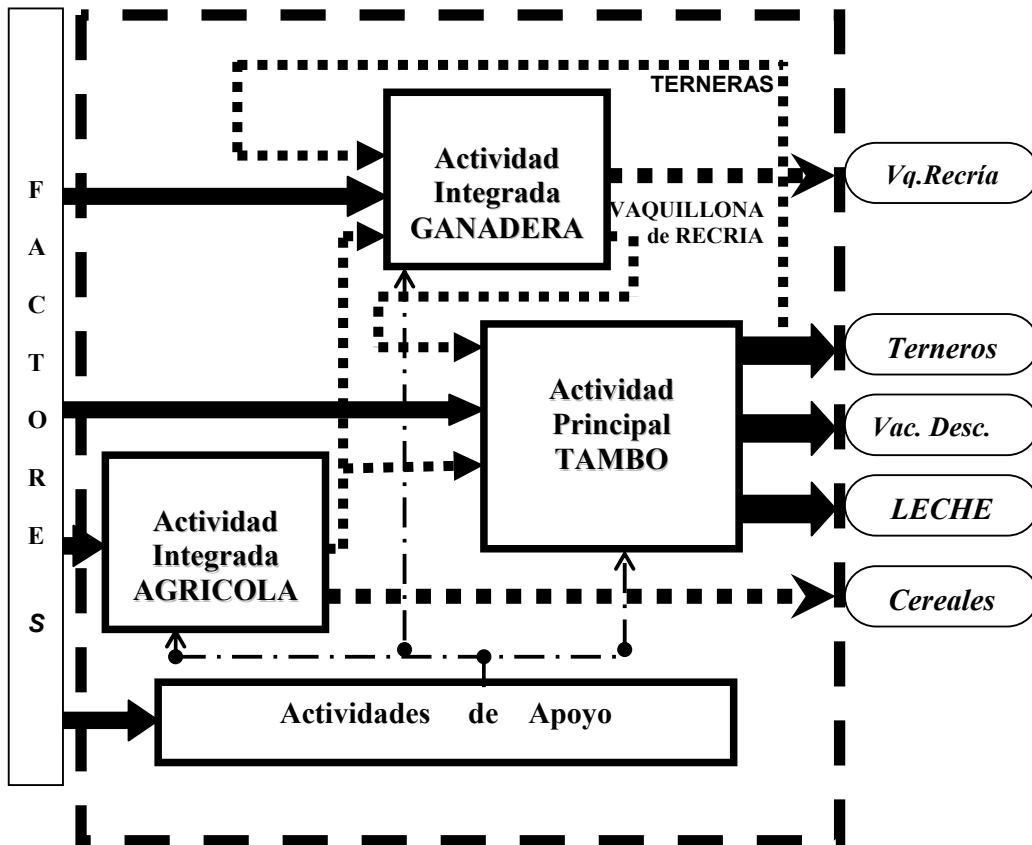 F
A
C
T
O
R
E
S
TERNERAS
Actividad
Integrada
GANADERA
Vq.Recría
VAQUILLONA
de RECRIA
Terneros
Actividad
Principal
TAMBO
Vac. Desc.
LECHE
Actividad
Integrada
AGRICOLA
Cereales
Actividades de Apoyo